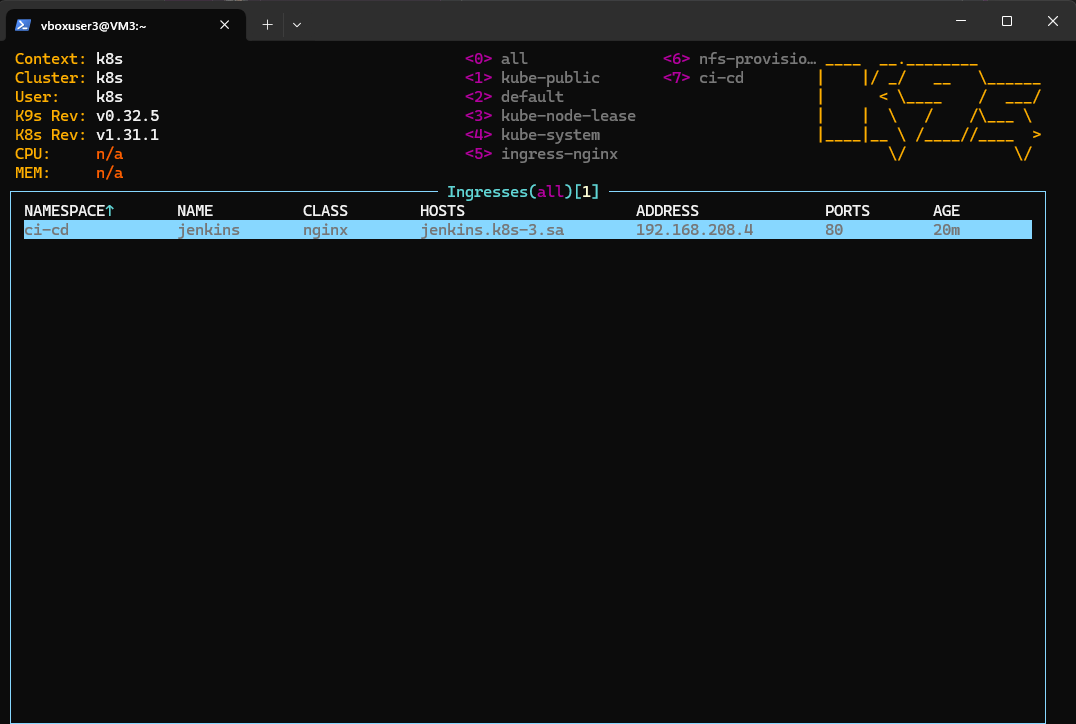 vboxuser3@VM3:~
Context: k8s <0> all <6> nfs-provisio…
Cluster: k8s <1> kube-public <7> ci-cd
User: k8s <2> default
K9s Rev: v0.32.5 <3> kube-node-lease
K8s Rev: v1.31.1 <4> kube-system
CPU: n/a <5> ingress-nginx
MEM: n/a
Ingresses(all)[1]
NAMESPACE↑ NAME CLASS HOSTS ADDRESS PORTS AGE
ci-cd jenkins nginx jenkins.k8s-3.sa 192.168.208.4 80 20m